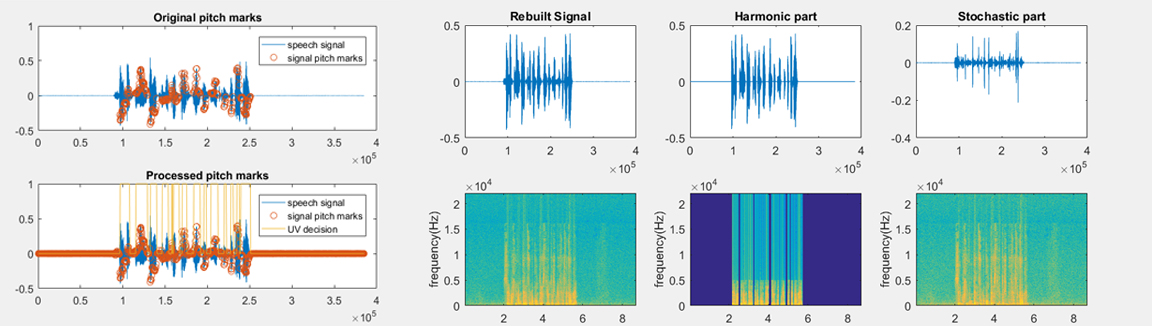 Original pitch marks
1
0.5
0
-0.5
speech signal
signal pitch marks
0 0.5 1 1.5 2 2.5 3 3.5 4
×10^5
Processed pitch marks
1
0.5
0
-0.5
speech signal
signal pitch marks
UV decision
0 0.5 1 1.5 2 2.5 3 3.5 4
×10^5
Rebuilt Signal
0.5
0
-0.5
0 1 2 3 4
×10^5
Harmonic part
0.5
0
-0.5
0 1 2 3 4
×10^5
Stochastic part
0.2
0
-0.2
-0.4
0 1 2 3 4
×10^5
×10^4
frequency(Hz)
2
1.5
1
0.5
0
2 4 6 8
×10^4
frequency(Hz)
2
1.5
1
0.5
0
2 4 6 8
×10^4
frequency(Hz)
2
1.5
1
0.5
0
2 4 6 8